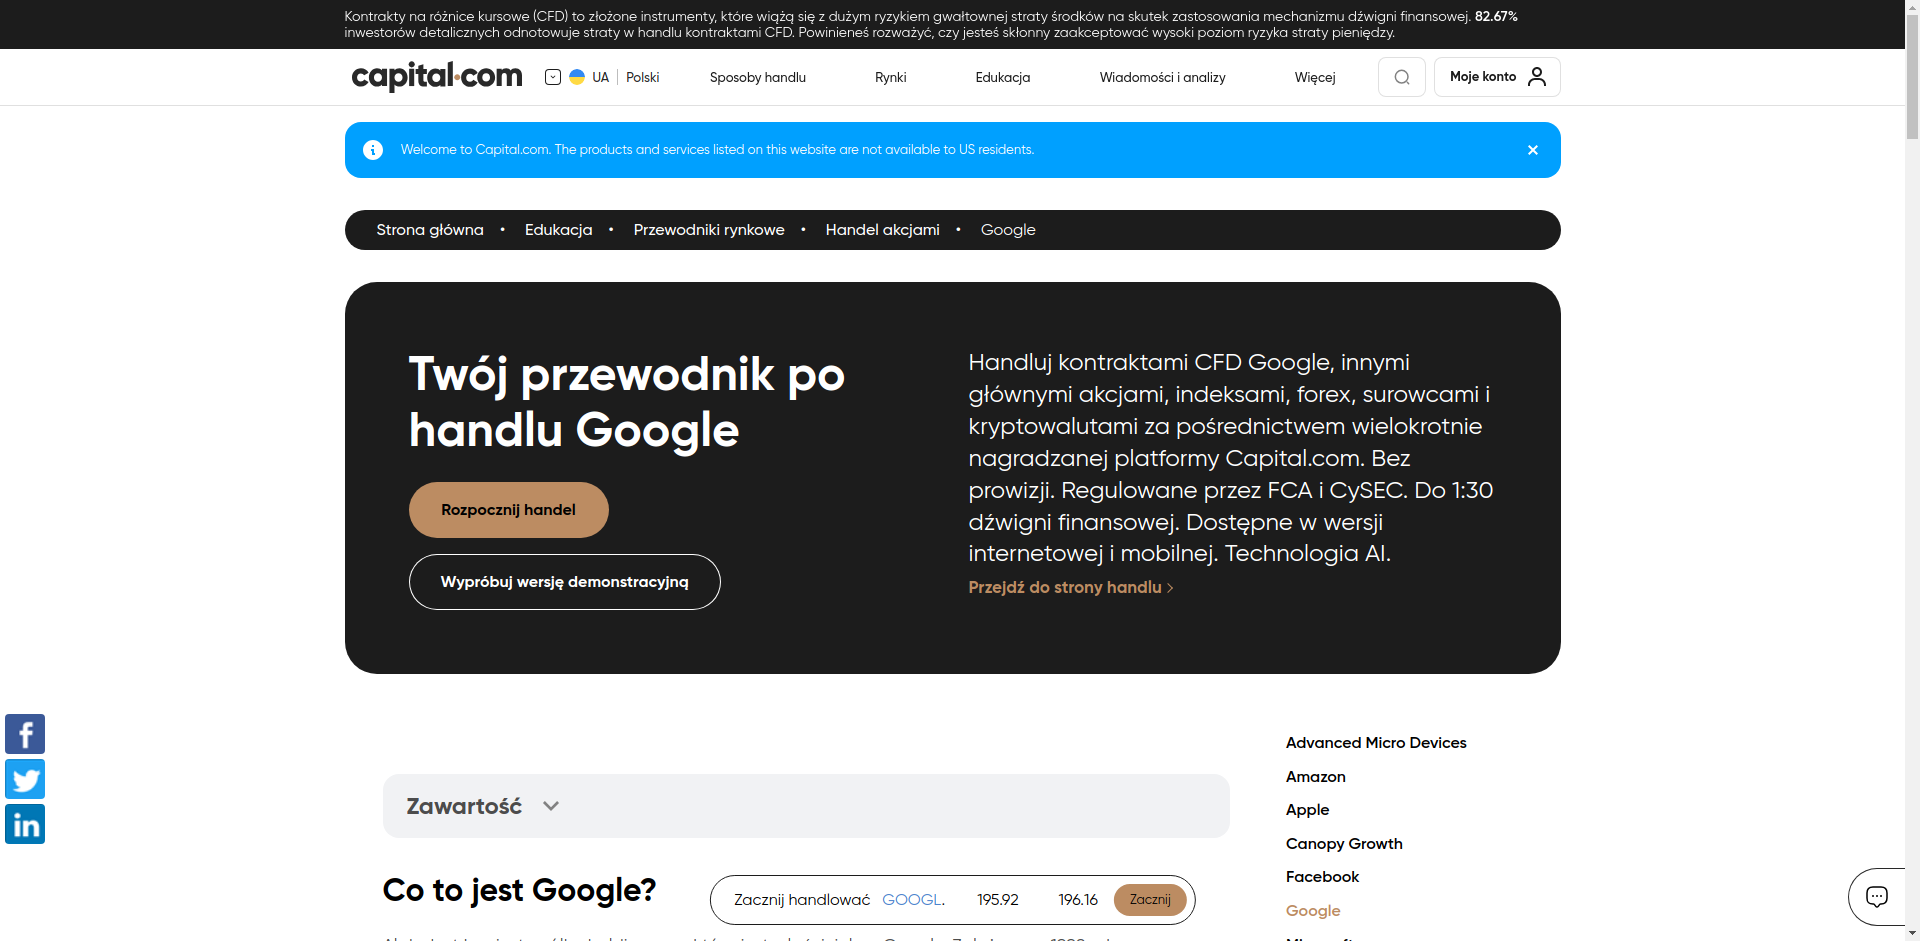 Kontrakty na różnice kursowe (CFD) to złożone instrumenty, które wiążą się z dużym ryzykiem gwałtownej straty środków na skutek zastosowania mechanizmu dźwigni finansowej. 82.67%
inwestorów detalicznych odnotowuje straty w handlu kontraktami CFD. Powinieneś rozważyć, czy jesteś skłonny zaakceptować wysoki poziom ryzyka straty pieniędzy.
capital.com UA Polski Sposoby handlu Rynki Edukacja Wiadomości i analizy Więcej Moje konto
Welcome to Capital.com. The products and services listed on this website are not available to US residents.
Strona główna • Edukacja • Przewodniki rynkowe • Handel akcjami • Google
Twój przewodnik po
handlu Google
Rozpocznij handel
Wypróbuj wersję demonstracyjną
Handluj kontraktami CFD Google, innymi
głównymi akcjami, indeksami, forex, surowcami i
kryptowalutami za pośrednictwem wielokrotnie
nagradzanej platformy Capital.com. Bez
prowizji. Regulowane przez FCA i CySEC. Do 1:30
dźwigni finansowej. Dostępne w wersji
internetowej i mobilnej. Technologia AI.
Przejdź do strony handlu
Zawartość
Co to jest Google?
Zacznij handlować GOOGL. 195.92 196.16 Zacznij
Advanced Micro Devices
Amazon
Apple
Canopy Growth
Facebook
Google